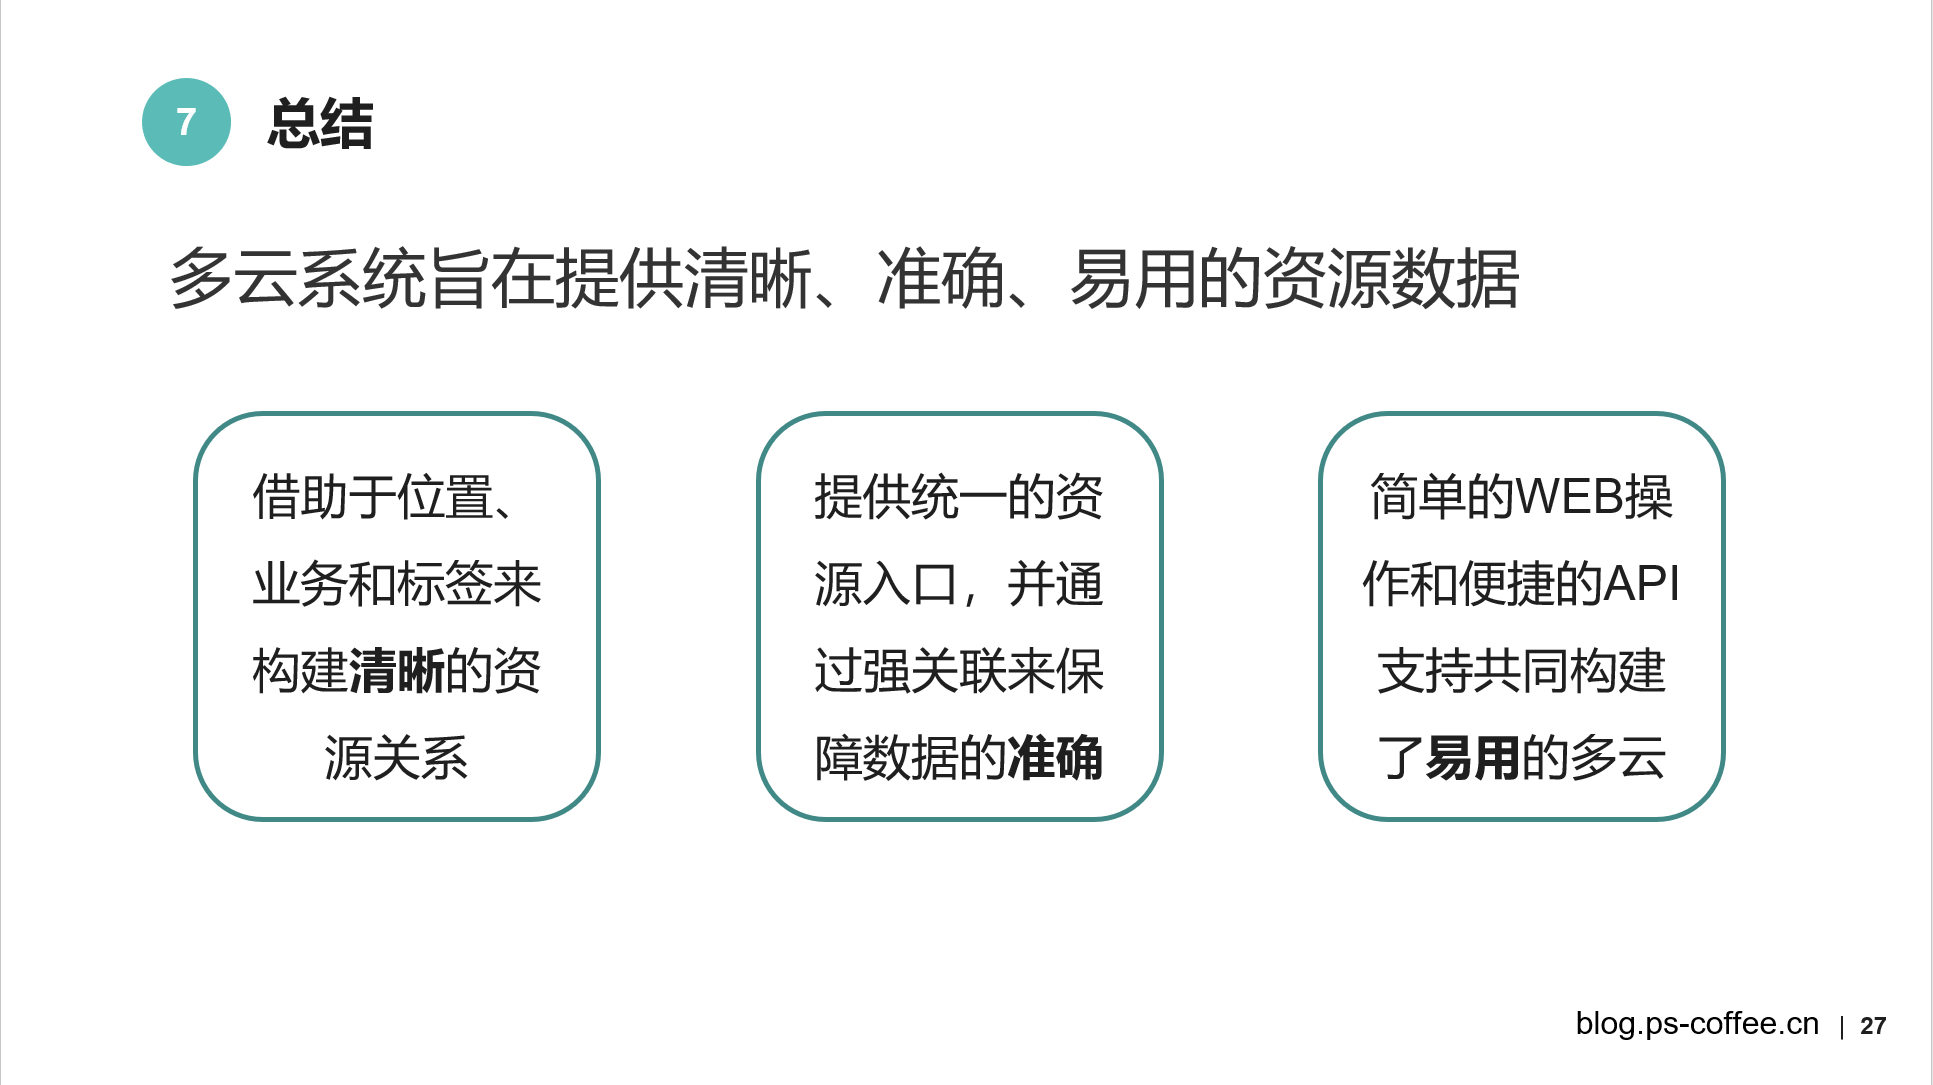 7
总结
多云系统旨在提供清晰、准确、易用的资源数据
借助于位置、
业务和标签来
构建清晰的资
源关系
提供统一的资
源入口，并通
过强关联来保
障数据的准确
简单的WEB操
作和便捷的API
支持共同构建
了易用的多云
blog.ps-coffee.cn | 27